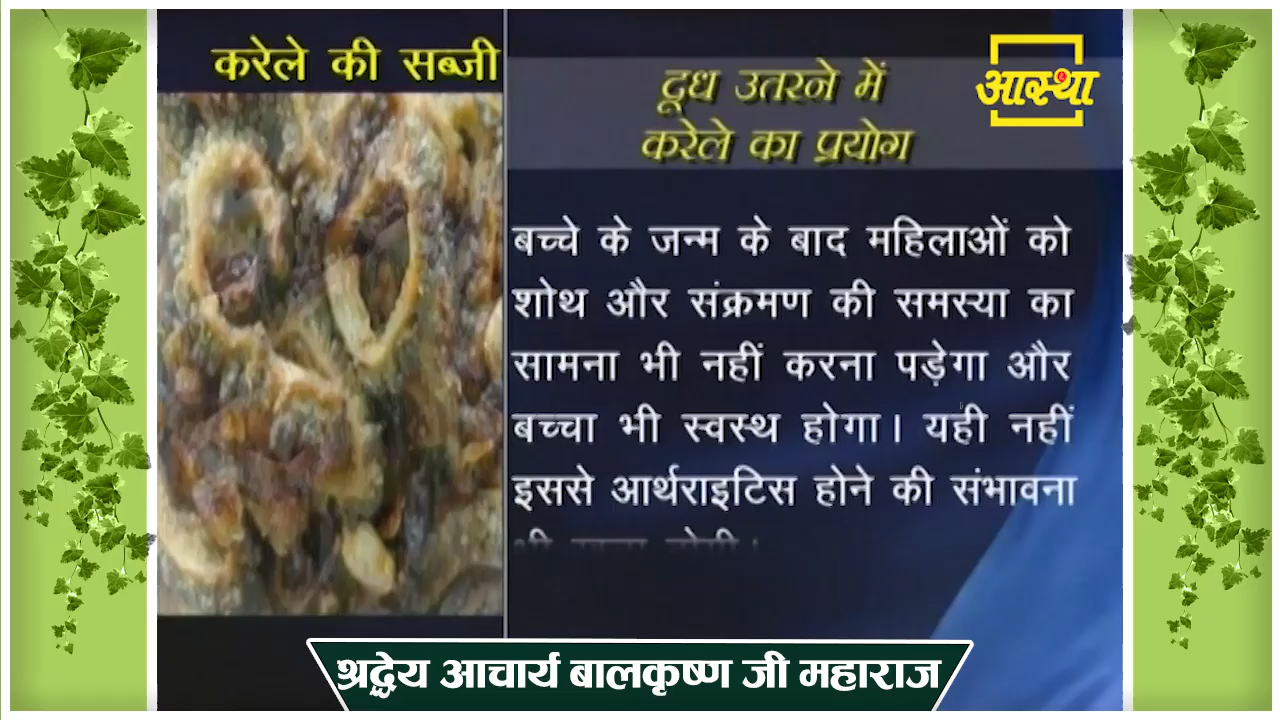 करेले की सब्जी
दूध उतरने में
करेले का प्रयोग
आस्था
बच्चे के जन्म के बाद महिलाओं को
शोथ और संक्रमण की समस्या का
सामना भी नहीं करना पड़ेगा और
बच्चा भी स्वस्थ होगा। यही नहीं
इससे आर्थराइटिस होने की संभावना
श्रद्धेय आचार्य बालकृष्ण जी महाराज